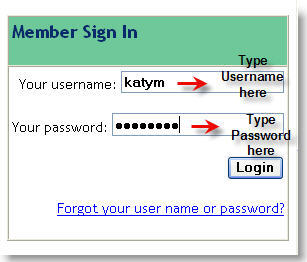 Member Sign In
Your username: katym Type Username here
Your password: •••••••• Type Password here
Login
Forgot your user name or password?